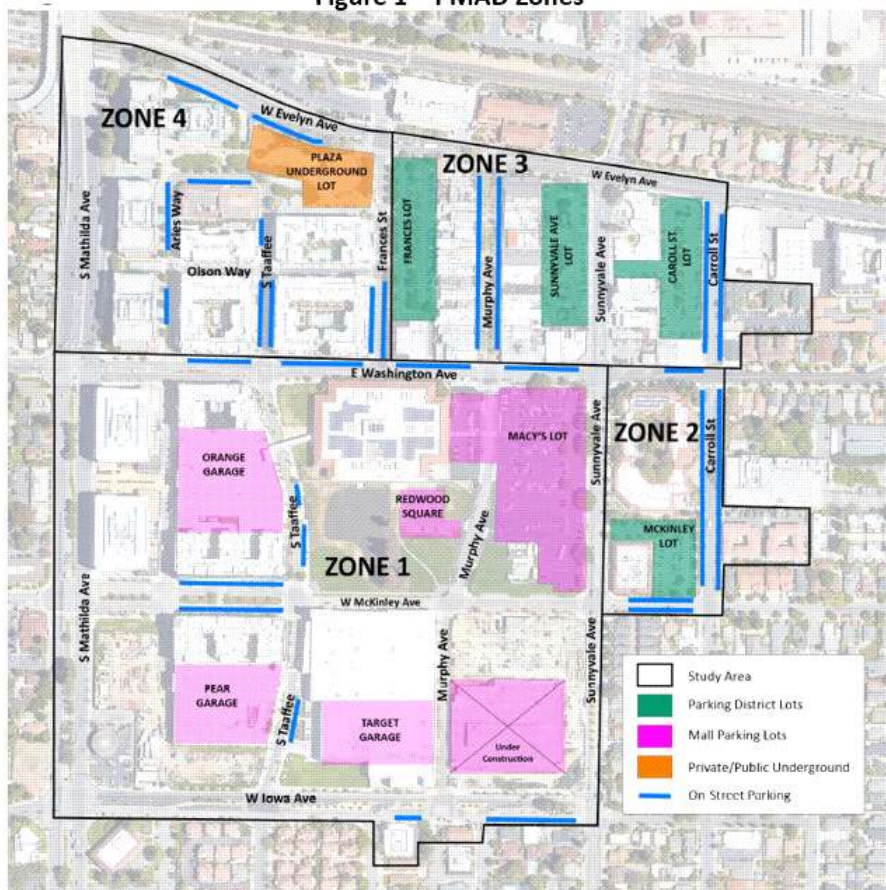 Figure 1 – PMAD Zones
ZONE 4
W Evelyn Ave
PLAZA
UNDERGROUND
LOT
S Mathilda Ave
Aries Way
Olson Way
S Taaffee
Frances St
ZONE 3
W Evelyn Ave
FRANCES LOT
Murphy Ave
SUNNYVALE AVE
LOT
Sunnyvale Ave
CAROLL ST.
LOT
Carroll St
E Washington Ave
ORANGE
GARAGE
MACY'S LOT
Sunnyvale Ave
ZONE 2
Carroll St
REDWOOD
SQUARE
S Taaffee
Murphy Ave
MCKINLEY
LOT
ZONE 1
W McKinley Ave
S Mathilda Ave
PEAR
GARAGE
S Taaffee
TARGET
GARAGE
Murphy Ave
Under
Construction
Sunnyvale Ave
W Iowa Ave
Study Area
Parking District Lots
Mall Parking Lots
Private/Public Underground
On Street Parking